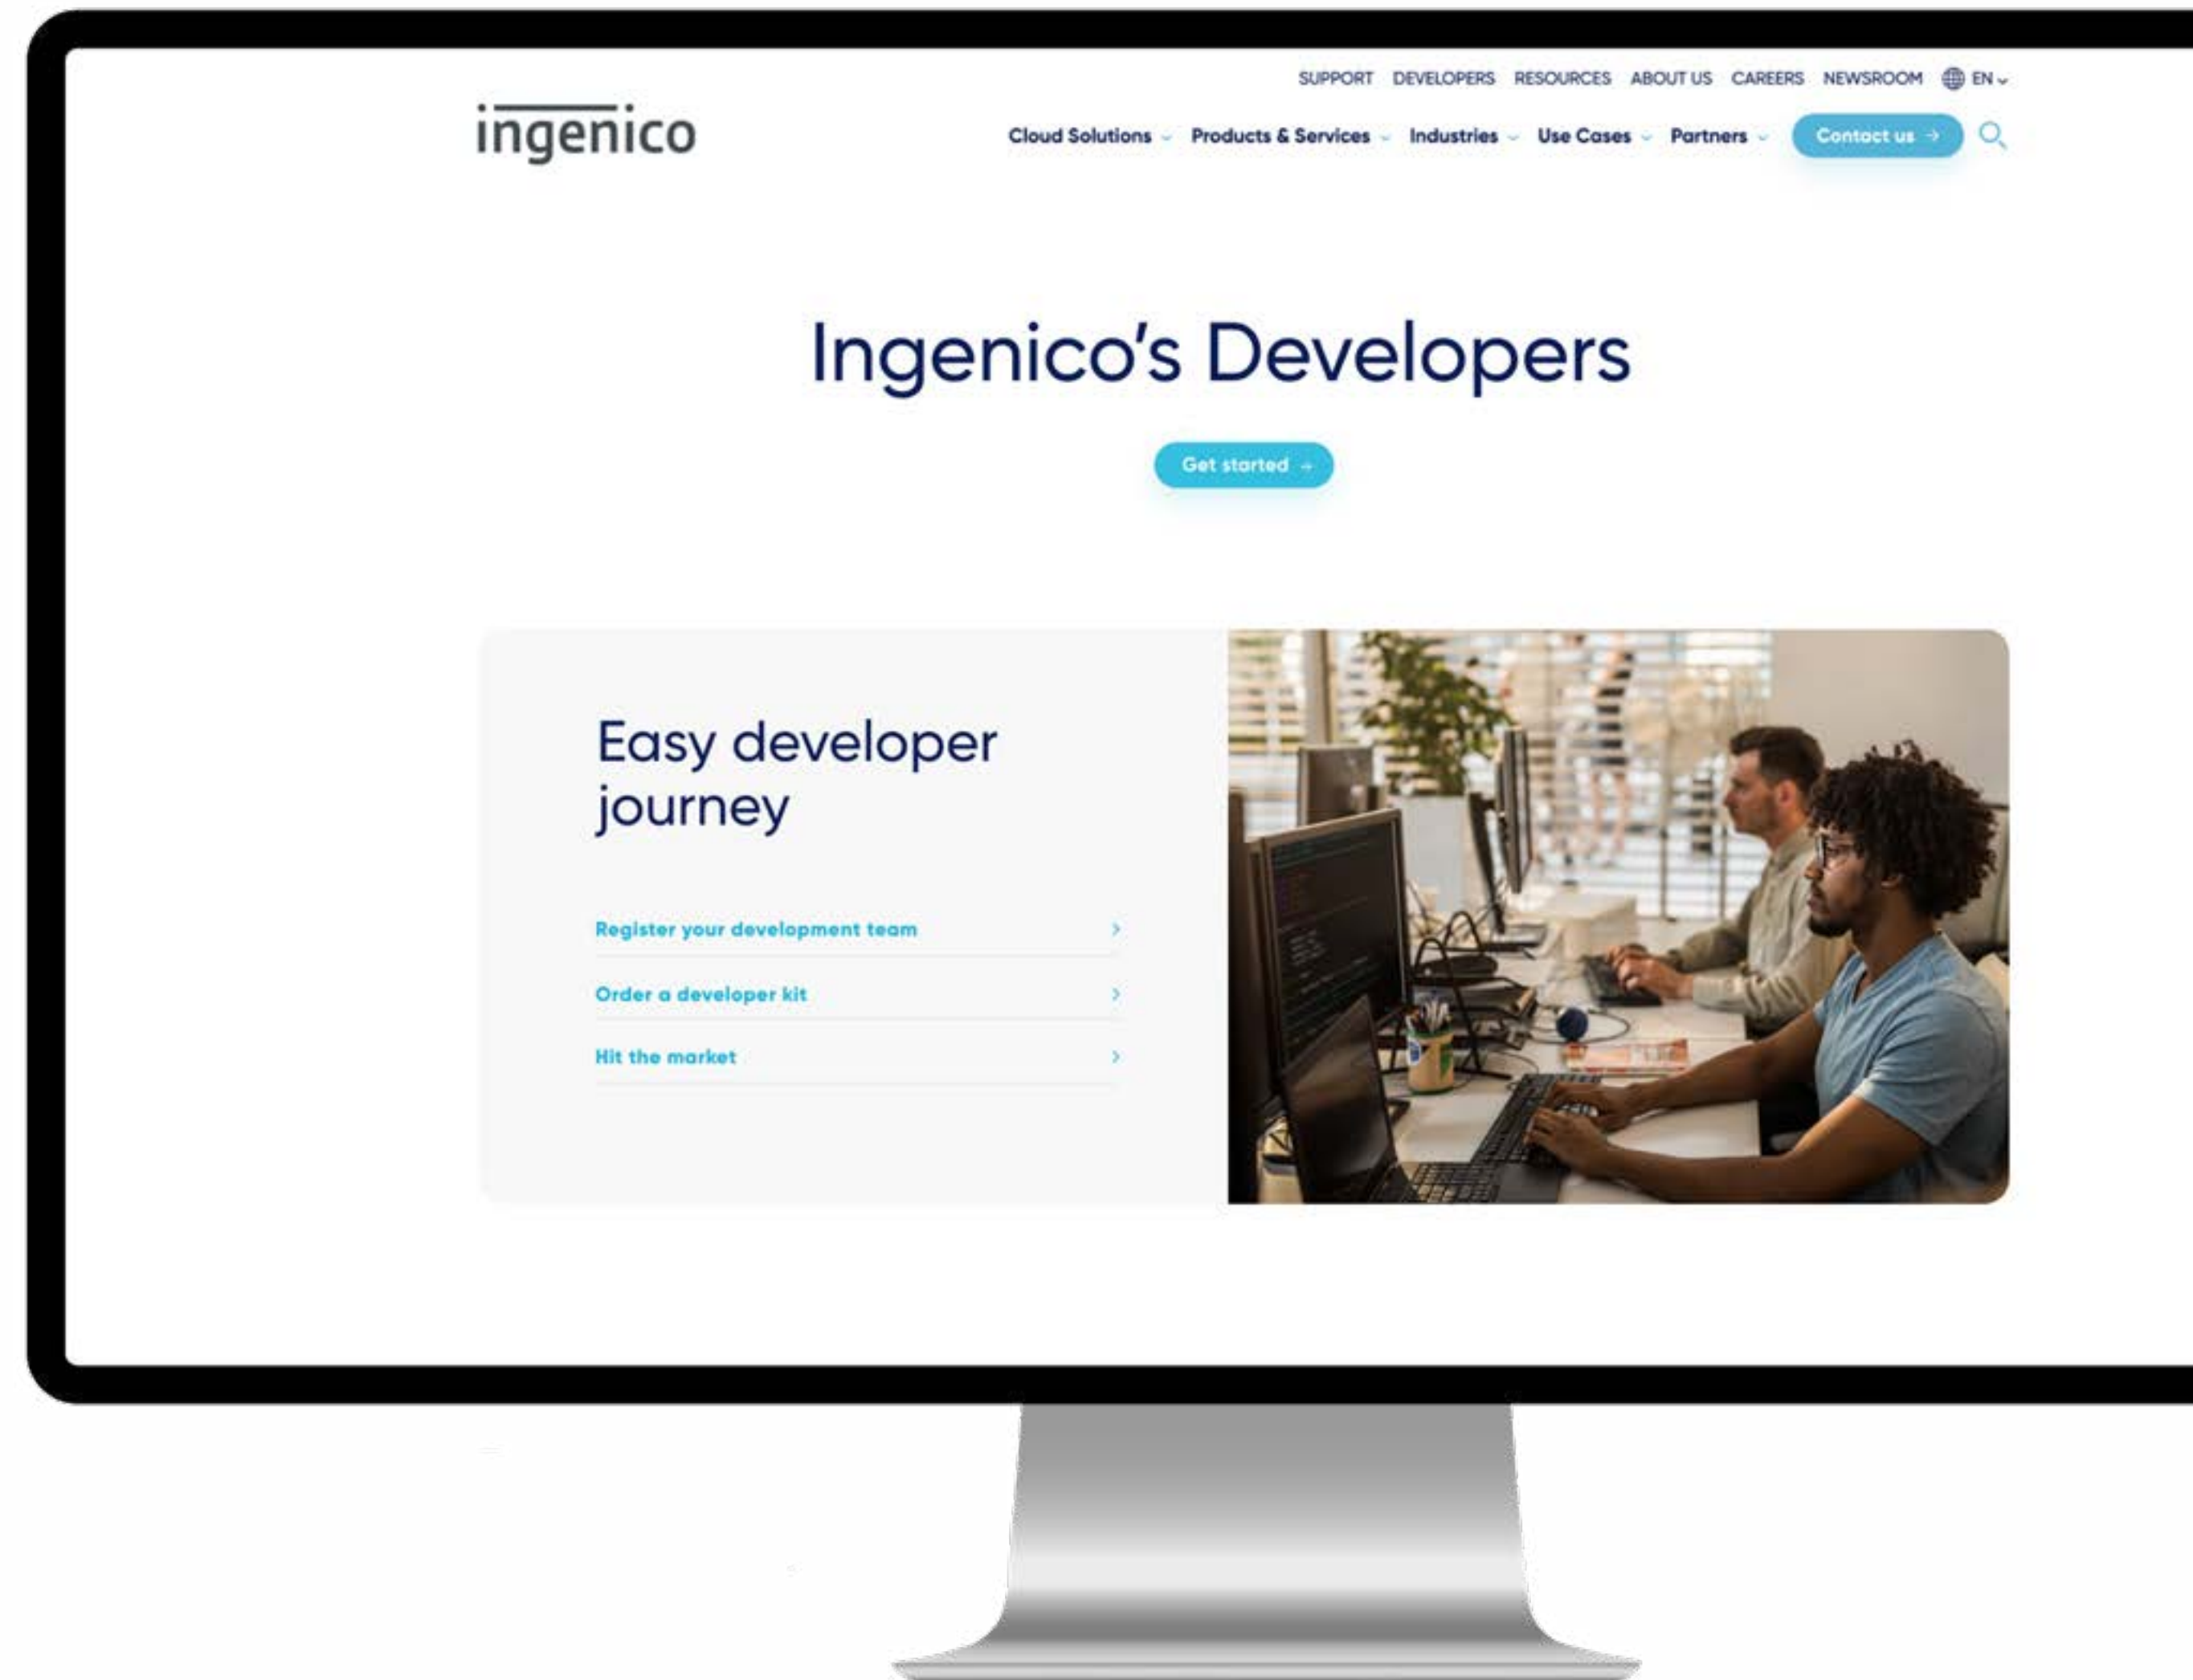 SUPPORT DEVELOPERS RESOURCES ABOUT US CAREERS NEWSROOM EN
ingenico
Cloud Solutions Products & Services Industries Use Cases Partners Contact us →
Ingenico's Developers
Get started →
Easy developer
journey
Register your development team
Order a developer kit
Hit the market